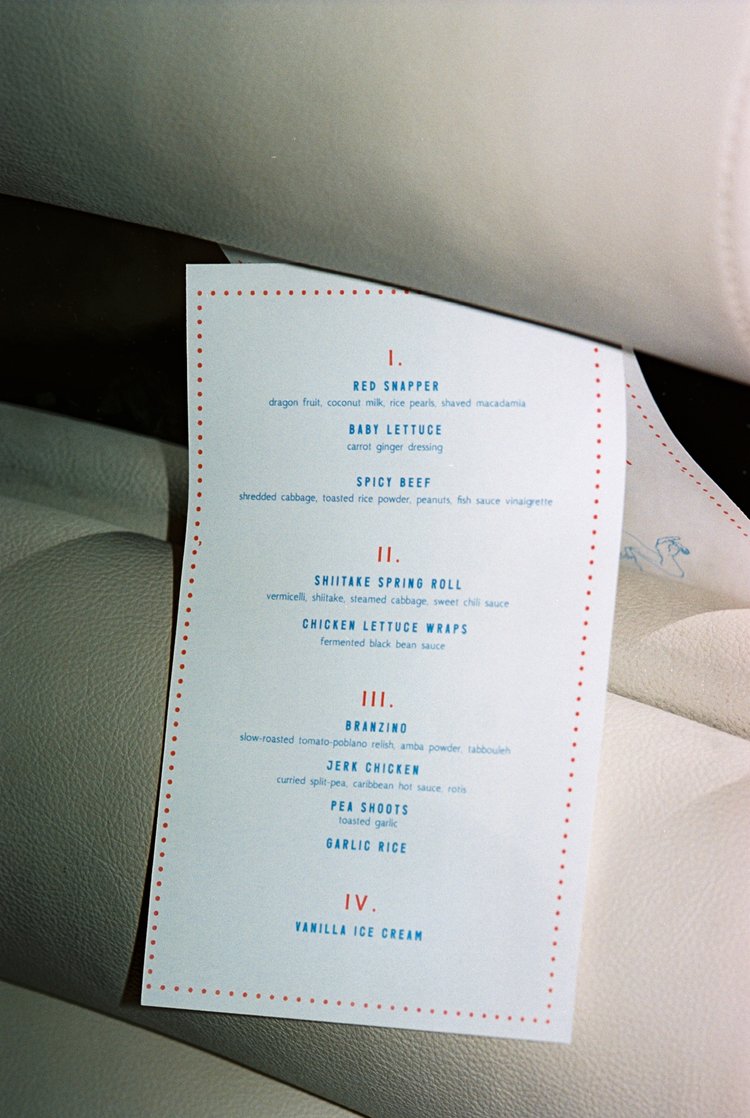 I.
RED SNAPPER
dragon fruit, coconut milk, rice pearls, shaved macadamia
BABY LETTUCE
carrot ginger dressing
SPICY BEEF
shredded cabbage, toasted rice powder, peanuts, fish sauce vinaigrette
II.
SHIITAKE SPRING ROLL
vermicelli, shiitake, steamed cabbage, sweet chili sauce
CHICKEN LETTUCE WRAPS
fermented black bean sauce
III.
BRANZINO
slow-roasted tomato-poblano relish, amba powder, tabbouleh
JERK CHICKEN
curried split-pea, caribbean hot sauce, rotis
PEA SHOOTS
toasted garlic
GARLIC RICE
IV.
VANILLA ICE CREAM